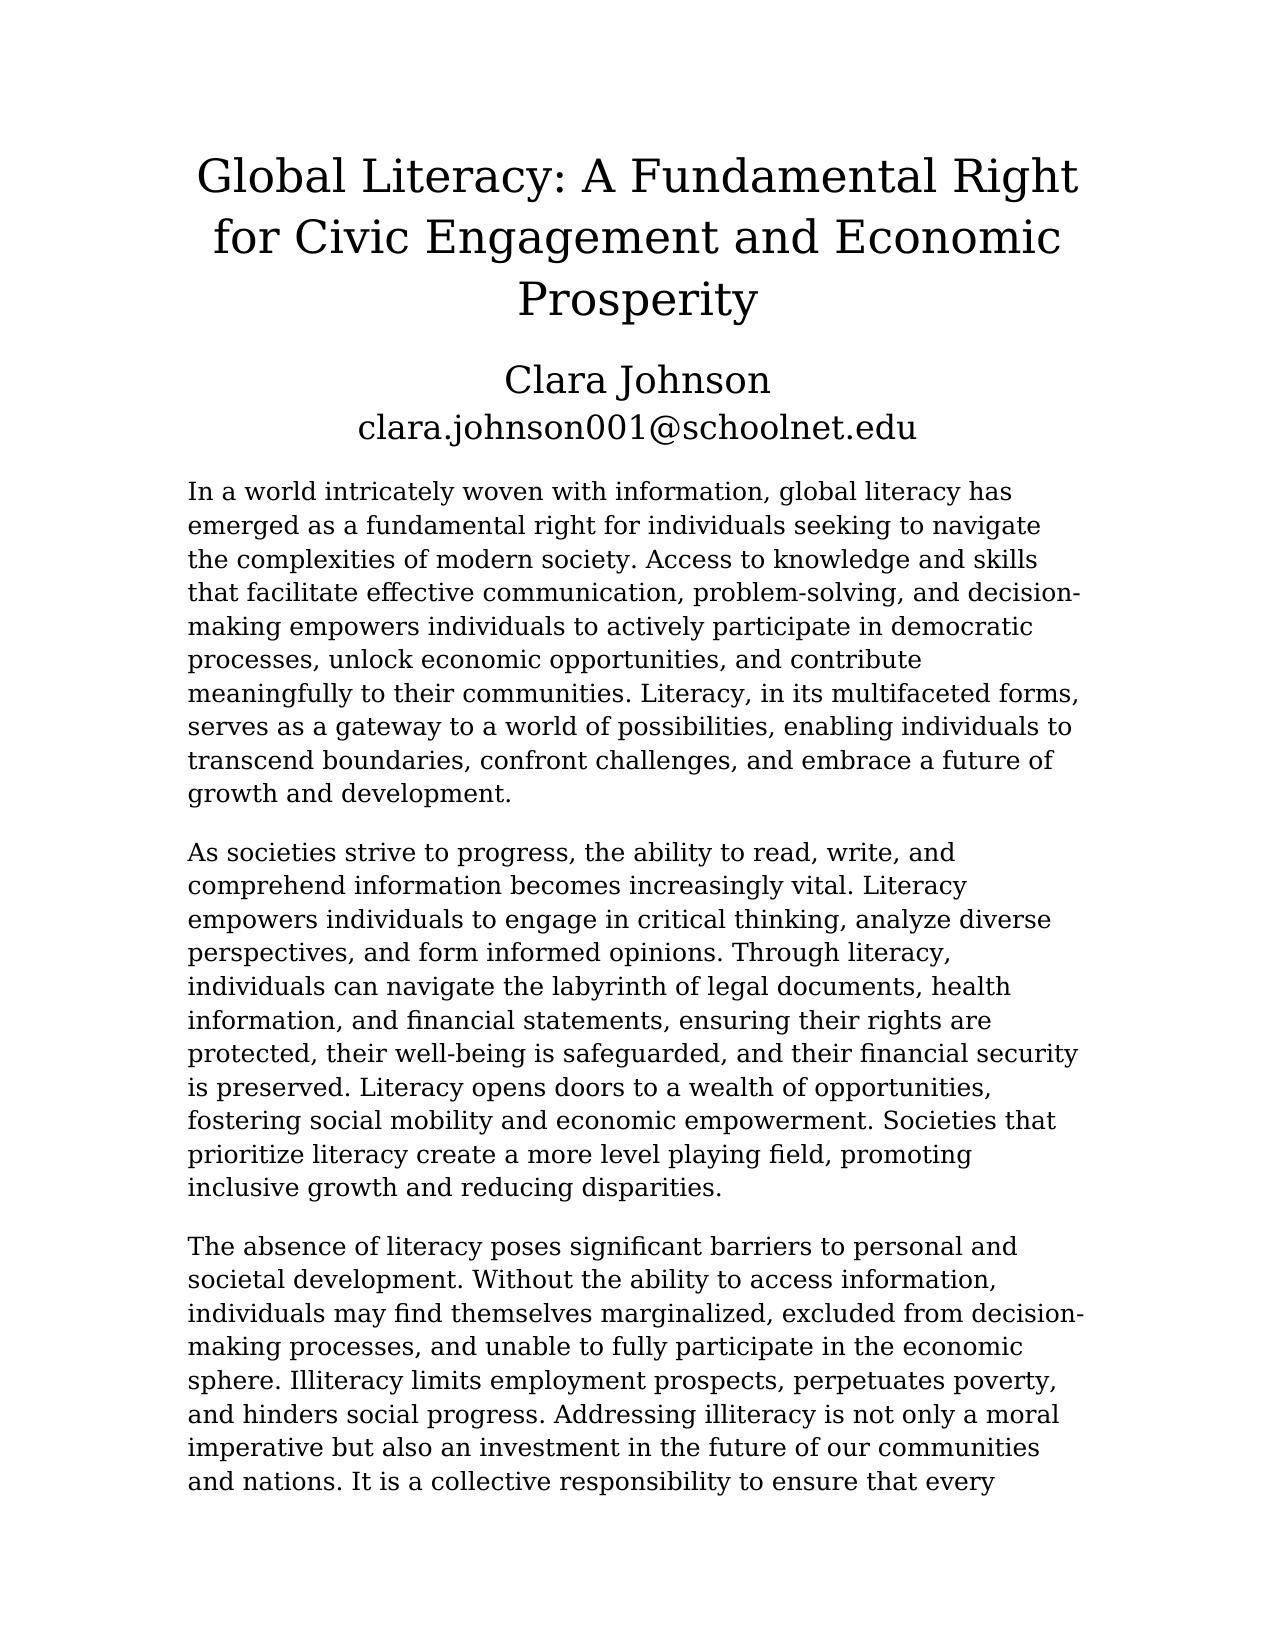 Global Literacy: A Fundamental Right
for Civic Engagement and Economic
Prosperity
Clara Johnson
clara.johnson001@schoolnet.edu
In a world intricately woven with information, global literacy has
emerged as a fundamental right for individuals seeking to navigate
the complexities of modern society. Access to knowledge and skills
that facilitate effective communication, problem-solving, and decision-
making empowers individuals to actively participate in democratic
processes, unlock economic opportunities, and contribute
meaningfully to their communities. Literacy, in its multifaceted forms,
serves as a gateway to a world of possibilities, enabling individuals to
transcend boundaries, confront challenges, and embrace a future of
growth and development.
As societies strive to progress, the ability to read, write, and
comprehend information becomes increasingly vital. Literacy
empowers individuals to engage in critical thinking, analyze diverse
perspectives, and form informed opinions. Through literacy,
individuals can navigate the labyrinth of legal documents, health
information, and financial statements, ensuring their rights are
protected, their well-being is safeguarded, and their financial security
is preserved. Literacy opens doors to a wealth of opportunities,
fostering social mobility and economic empowerment. Societies that
prioritize literacy create a more level playing field, promoting
inclusive growth and reducing disparities.
The absence of literacy poses significant barriers to personal and
societal development. Without the ability to access information,
individuals may find themselves marginalized, excluded from decision-
making processes, and unable to fully participate in the economic
sphere. Illiteracy limits employment prospects, perpetuates poverty,
and hinders social progress. Addressing illiteracy is not only a moral
imperative but also an investment in the future of our communities
and nations. It is a collective responsibility to ensure that every